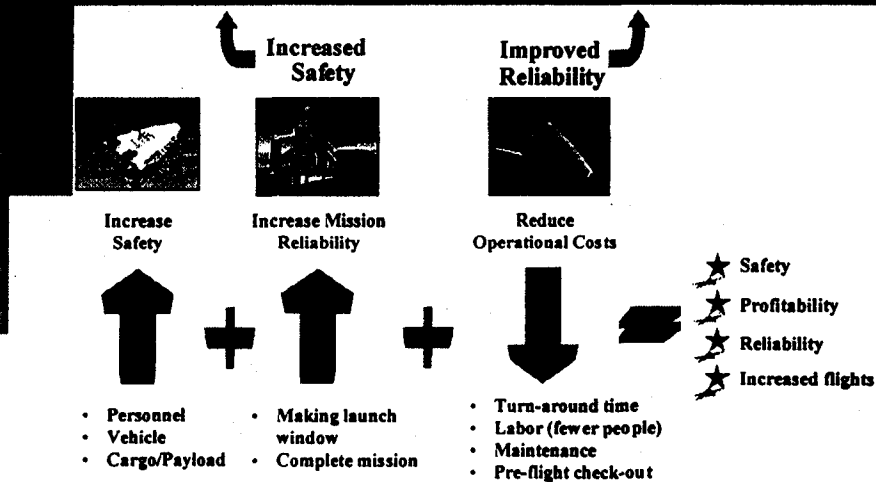 Increased
Safety
Improved
Reliability
Increase
Safety
Increase Mission
Reliability
Reduce
Operational Costs
Safety
Profitability
Reliability
Increased flights
• Personnel
• Vehicle
• Cargo/Payload
• Making launch
window
• Complete mission
• Turn-around time
• Labor (fewer people)
• Maintenance
• Pre-flight check-out